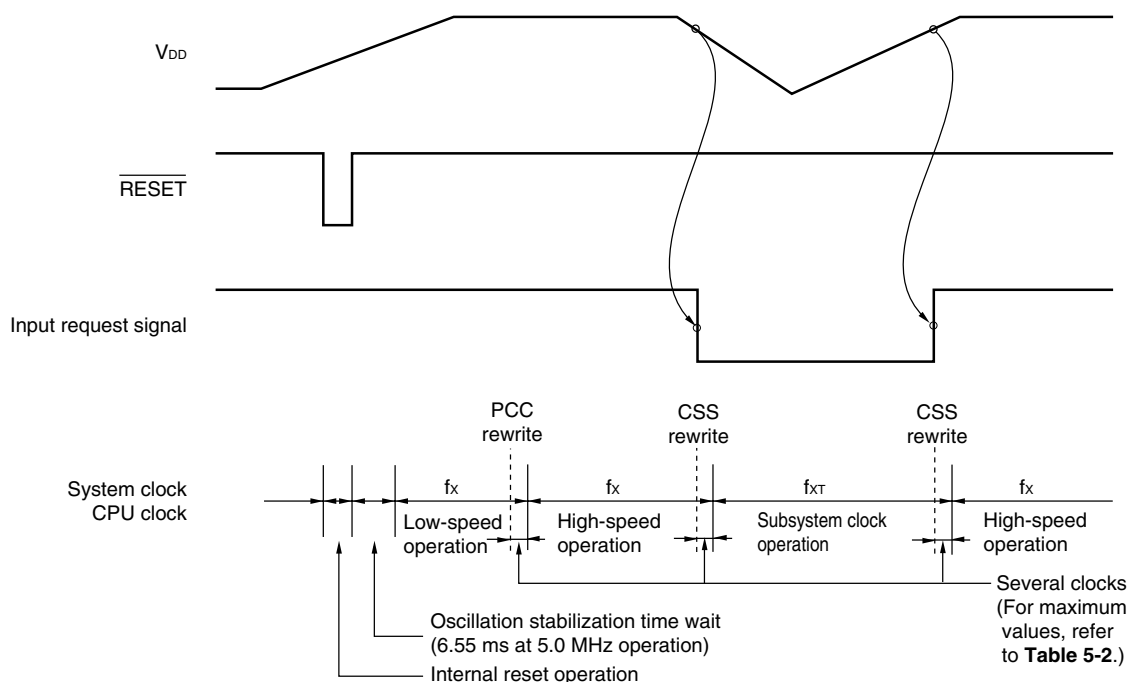 VDD
RESET
Input request signal
PCC
rewrite
CSS
rewrite
CSS
rewrite
System clock
CPU clock
fX
fX
fXT
fX
Low-speed
operation
High-speed
operation
Subsystem clock
operation
High-speed
operation
Several clocks
(For maximum
values, refer
to Table 5-2.)
Oscillation stabilization time wait
(6.55 ms at 5.0 MHz operation)
Internal reset operation